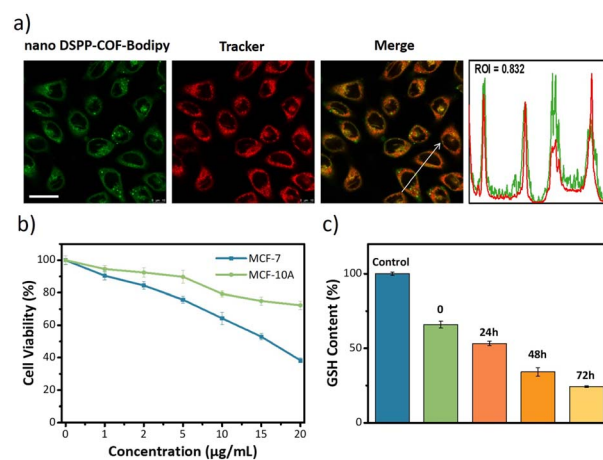 a)
nano DSPP-COF-Bodipy Tracker Merge
ROI = 0.832
b)
MCF-7
MCF-10A
Cell Viability (%)
100
80
60
40
20
0
0 1 2 5 10 15 20
Concentration (μg/mL)
c)
GSH Content (%)
100
50
0
Control
0
24h
48h
72h